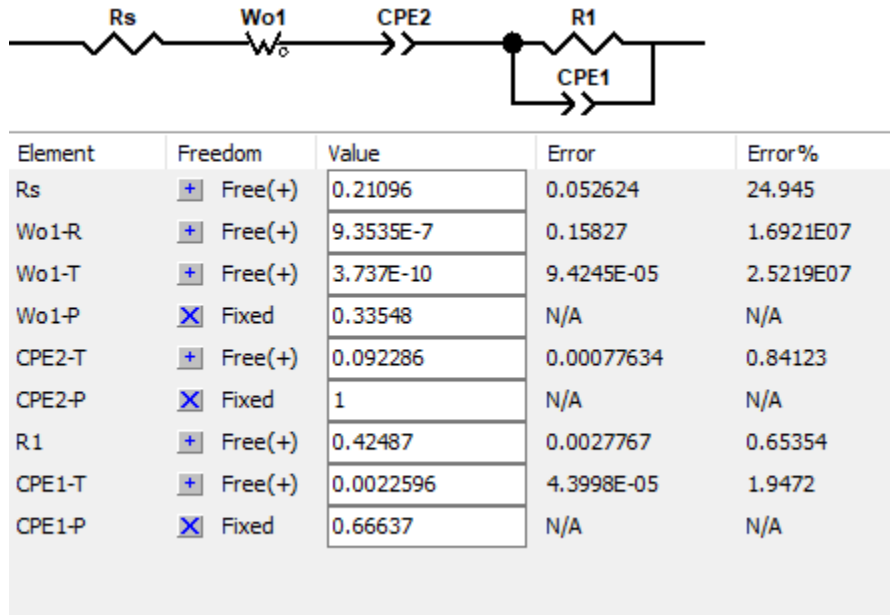 Rs Wo1 CPE2 R1
CPE1
Element Freedom Value Error Error%
Rs + Free(+) 0.21096 0.052624 24.945
Wo1-R + Free(+) 9.3535E-7 0.15827 1.6921E07
Wo1-T + Free(+) 3.737E-10 9.4245E-05 2.5219E07
Wo1-P X Fixed 0.33548 N/A N/A
CPE2-T + Free(+) 0.092286 0.00077634 0.84123
CPE2-P X Fixed 1 N/A N/A
R1 + Free(+) 0.42487 0.0027767 0.65354
CPE1-T + Free(+) 0.0022596 4.3998E-05 1.9472
CPE1-P X Fixed 0.66637 N/A N/A